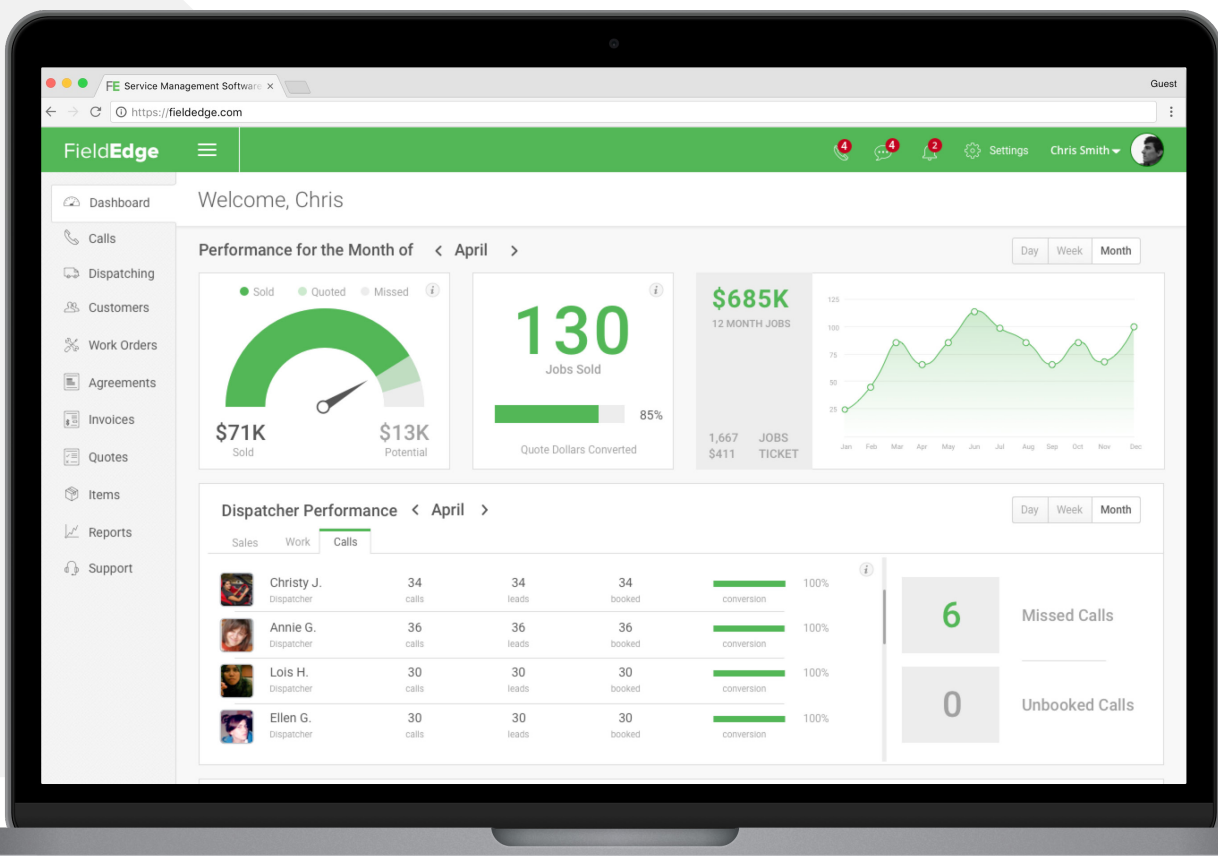 FE Service Management Software ×
Guest
https://fieldedge.com
FieldEdge
4
4
2
Settings
Chris Smith
Dashboard
Calls
Dispatching
Customers
Work Orders
Agreements
Invoices
Quotes
Items
Reports
Support
Welcome, Chris
Performance for the Month of < April >
Day Week Month
Sold Quoted Missed i
$71K
Sold
$13K
Potential
i
130
Jobs Sold
85%
Quote Dollars Converted
$685K
12 MONTH JOBS
1,667 JOBS
$411 TICKET
125
100
75
50
25
Jan Feb Mar Apr May Jun Jul Aug Sep Oct Nov Dec
Dispatcher Performance < April >
Day Week Month
Sales Work Calls
i
Christy J. 34 34 34 100%
Dispatcher calls leads booked conversion
Annie G. 36 36 36 100%
Dispatcher calls leads booked conversion
Lois H. 30 30 30 100%
Dispatcher calls leads booked conversion
Ellen G. 30 30 30 100%
Dispatcher calls leads booked conversion
6 Missed Calls
0 Unbooked Calls